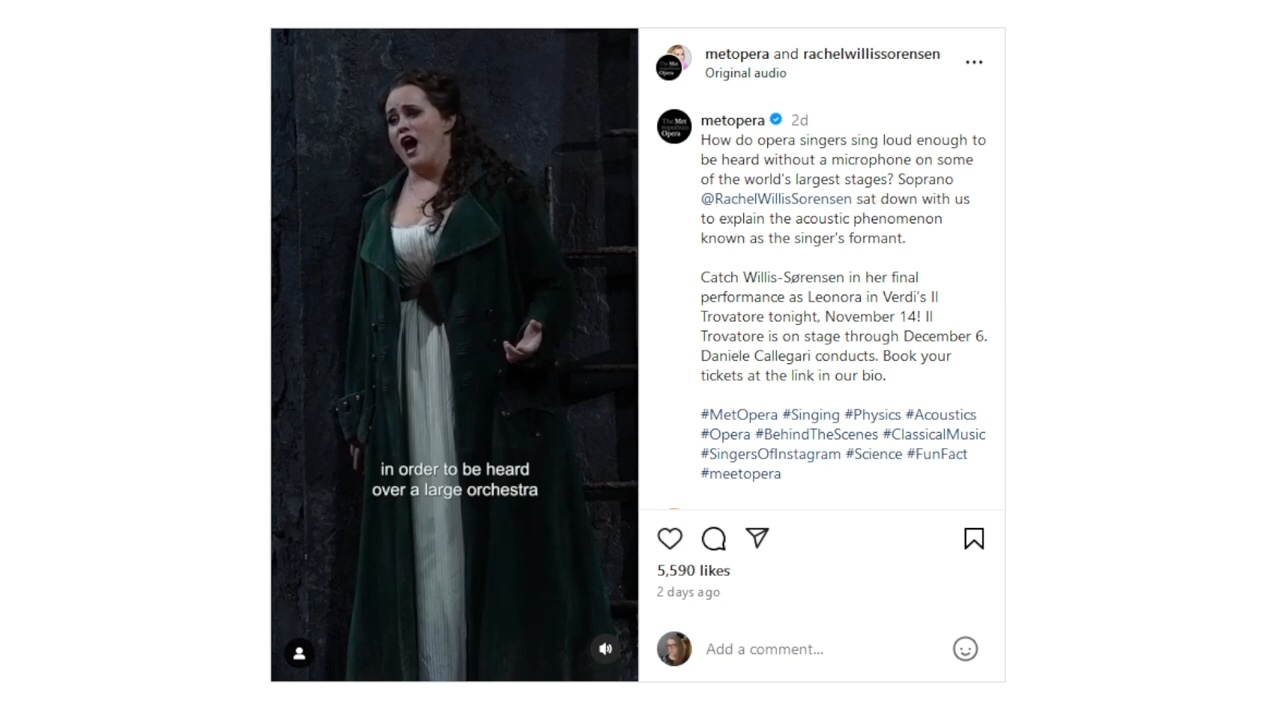 in order to be heard
over a large orchestra
metopera and rachelwillissorensen
Original audio
metopera 2d
How do opera singers sing loud enough to
be heard without a microphone on some
of the world's largest stages? Soprano
@RachelWillisSorensen sat down with us
to explain the acoustic phenomenon
known as the singer's formant.
Catch Willis-Sørensen in her final
performance as Leonora in Verdi's Il
Trovatore tonight, November 14! Il
Trovatore is on stage through December 6.
Daniele Callegari conducts. Book your
tickets at the link in our bio.
#MetOpera #Singing #Physics #Acoustics
#Opera #BehindTheScenes #ClassicalMusic
#SingersOfInstagram #Science #FunFact
#meetopera
5,590 likes
2 days ago
Add a comment...